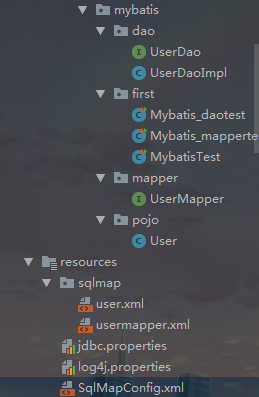 mybatis
dao
UserDao
UserDaoImpl
first
Mybatis_daotest
Mybatis_mapperte
MybatisTest
mapper
UserMapper
pojo
User
resources
sqlmap
user.xml
usermapper.xml
jdbc.properties
log4j.properties
SqlMapConfig.xml